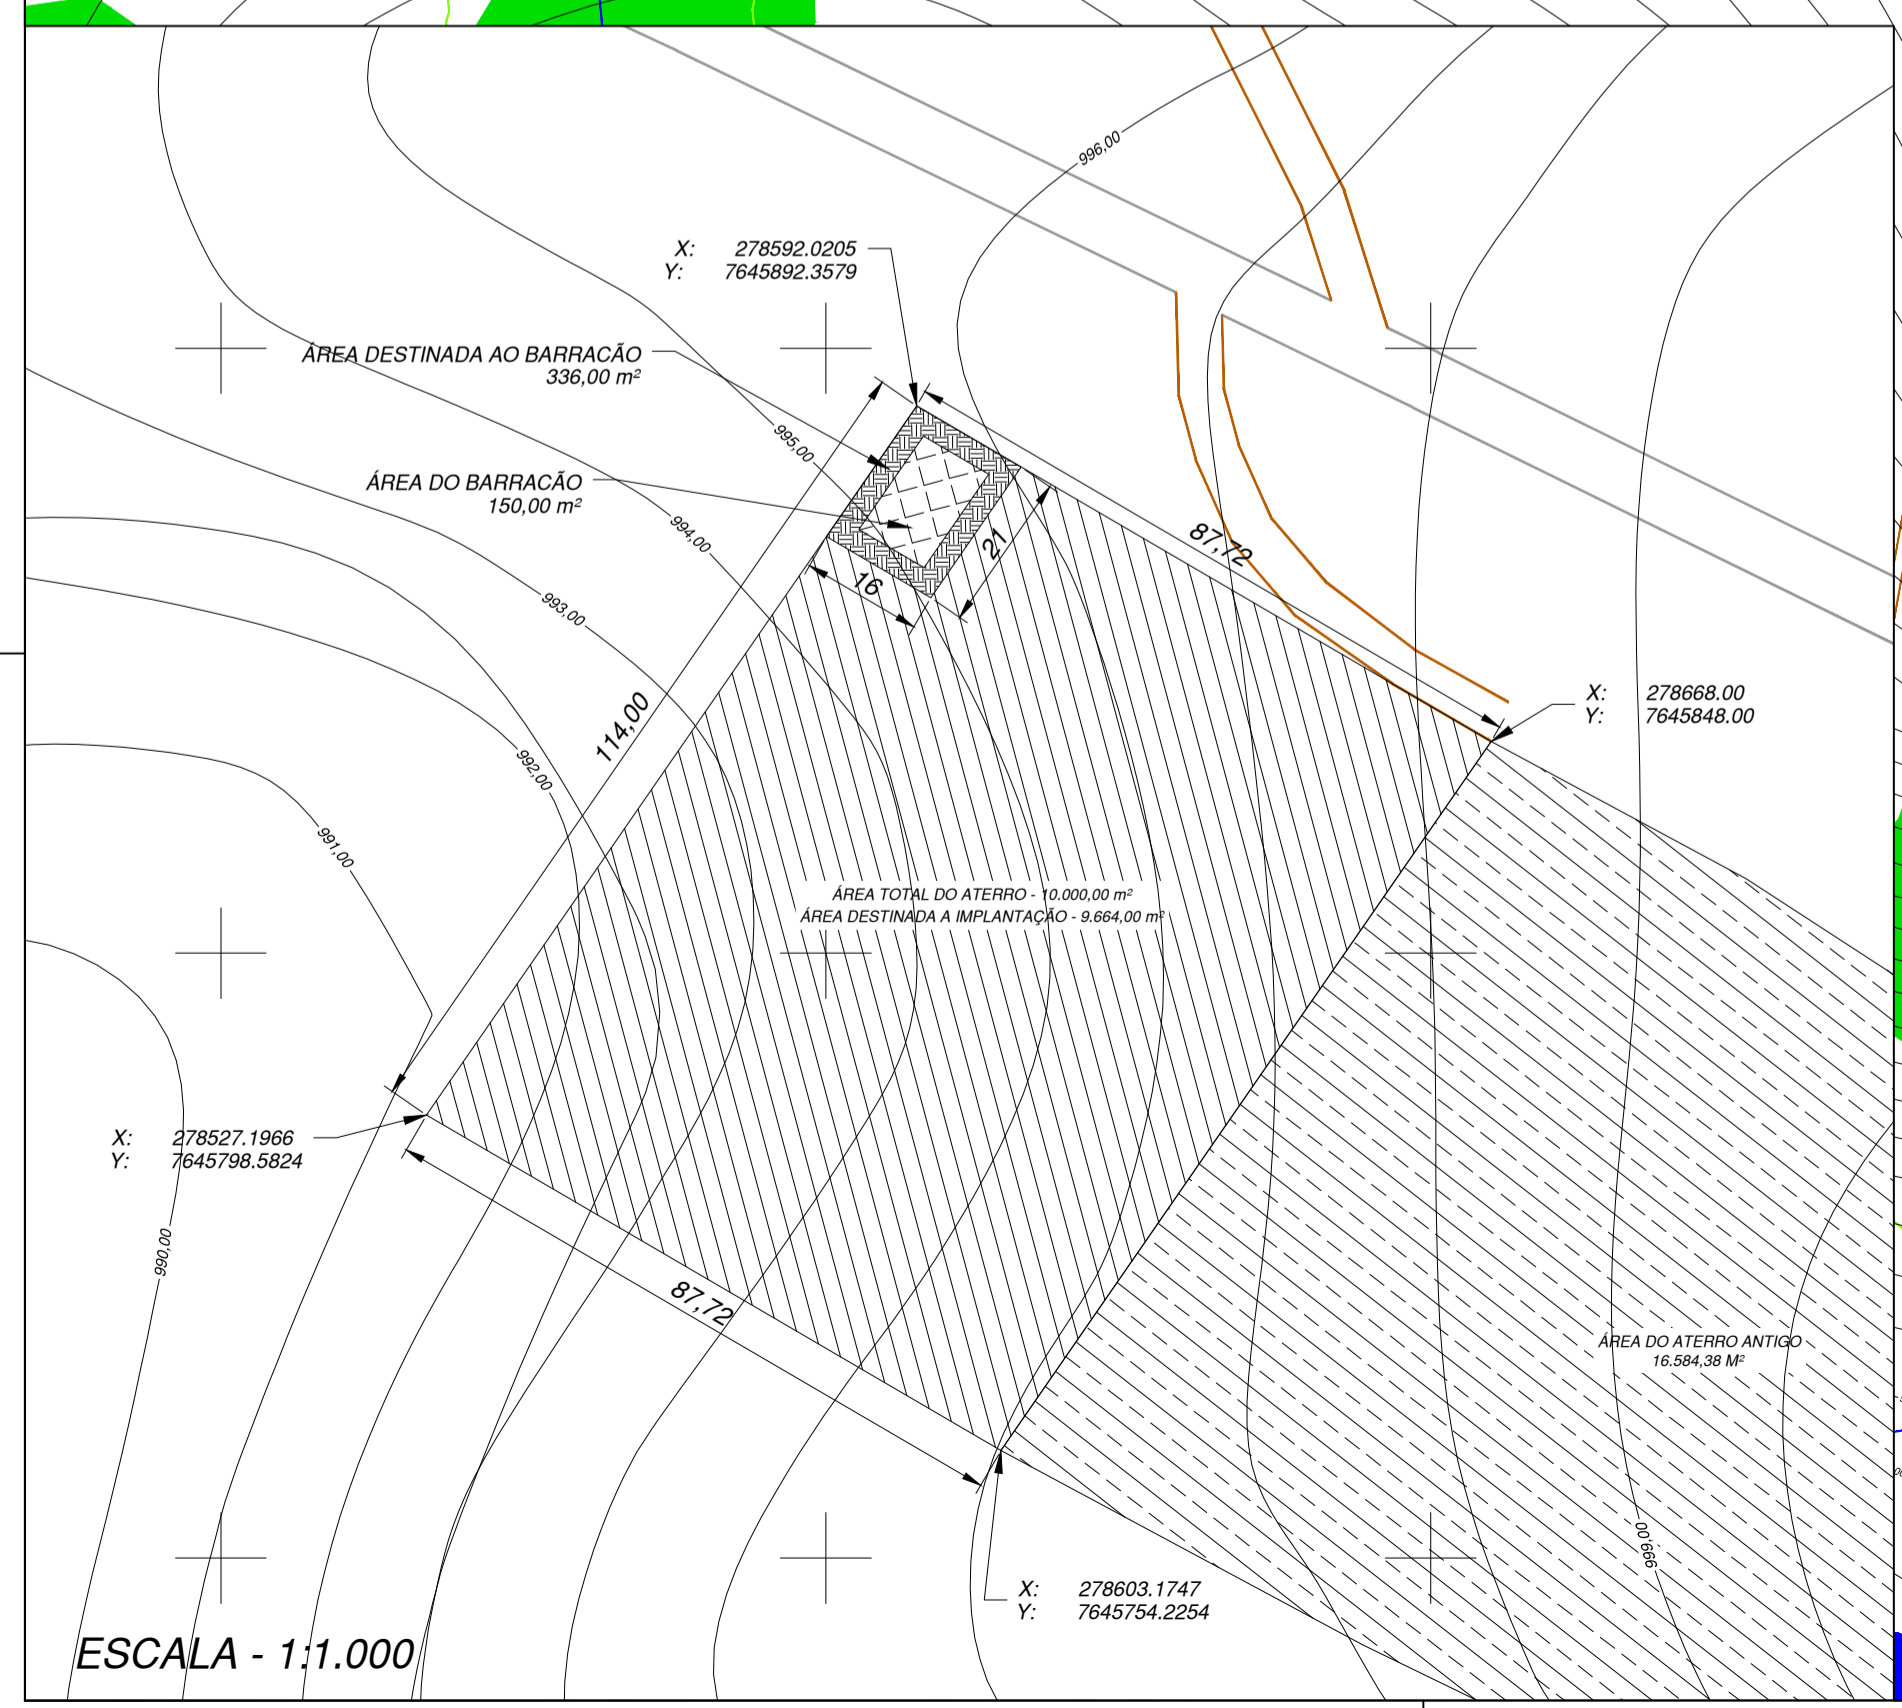 996,00
X: 278592.0205
Y: 7645892.3579
ÁREA DESTINADA AO BARRACÃO
336,00 m²
995,00
ÁREA DO BARRACÃO
150,00 m²
994,00
21
87,72
16
993,00
114,00
X: 278668.00
Y: 7645848.00
992,00
991,00
ÁREA TOTAL DO ATERRO - 10.000,00 m²
ÁREA DESTINADA A IMPLANTAÇÃO - 9.664,00 m²
X: 278527.1966
Y: 7645798.5824
990,00
87,72
ÁREA DO ATERRO ANTIGO
16.584,38 M²
999,00
X: 278603.1747
Y: 7645754.2254
ESCALA - 1:1.000